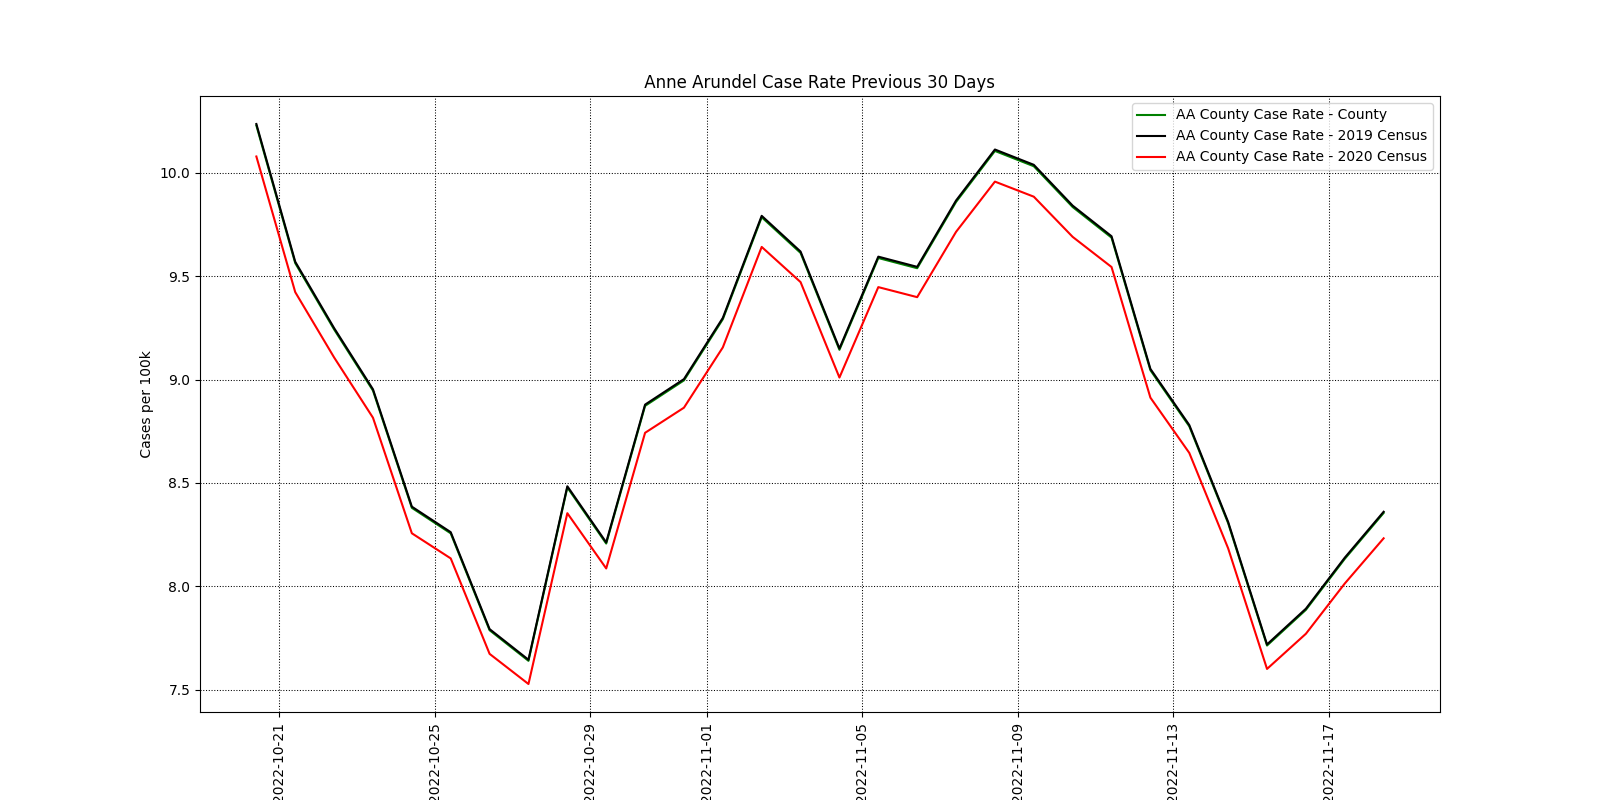 Anne Arundel Case Rate Previous 30 Days
AA County Case Rate - County
AA County Case Rate - 2019 Census
AA County Case Rate - 2020 Census
Cases per 100k
10.0
9.5
9.0
8.5
8.0
7.5
2022-10-21
2022-10-25
2022-10-29
2022-11-01
2022-11-05
2022-11-09
2022-11-13
2022-11-17